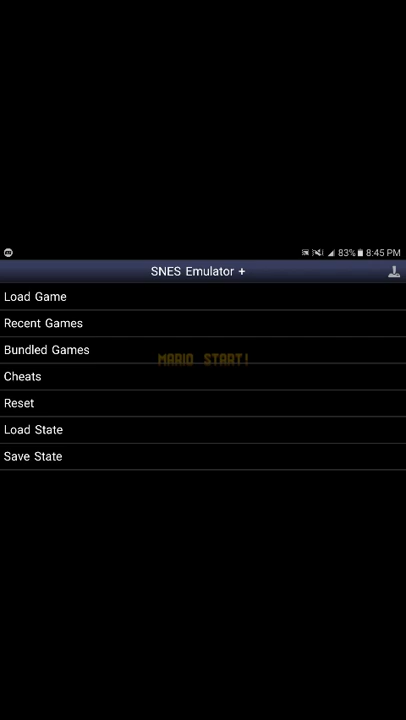 83% 8:45 PM
SNES Emulator +
Load Game
Recent Games
Bundled Games
MARIO START!
Cheats
Reset
Load State
Save State